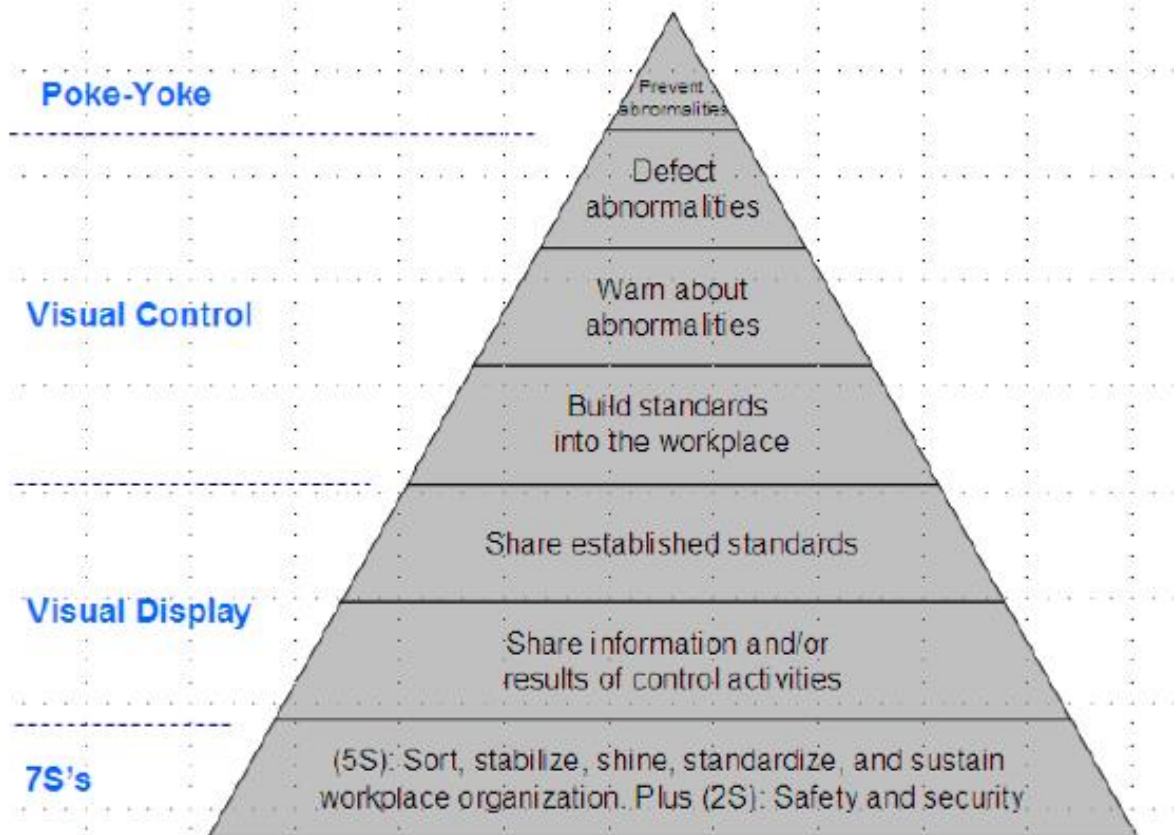 Poke-Yoke
Prevent
abnormalities
Defect
abnormalities
Visual Control
Warn about
abnormalities
Build standards
into the workplace
Share established standards
Visual Display
Share information and/or
results of control activities
7S's
(5S): Sort, stabilize, shine, standardize, and sustain
workplace organization. Plus (2S): Safety and security